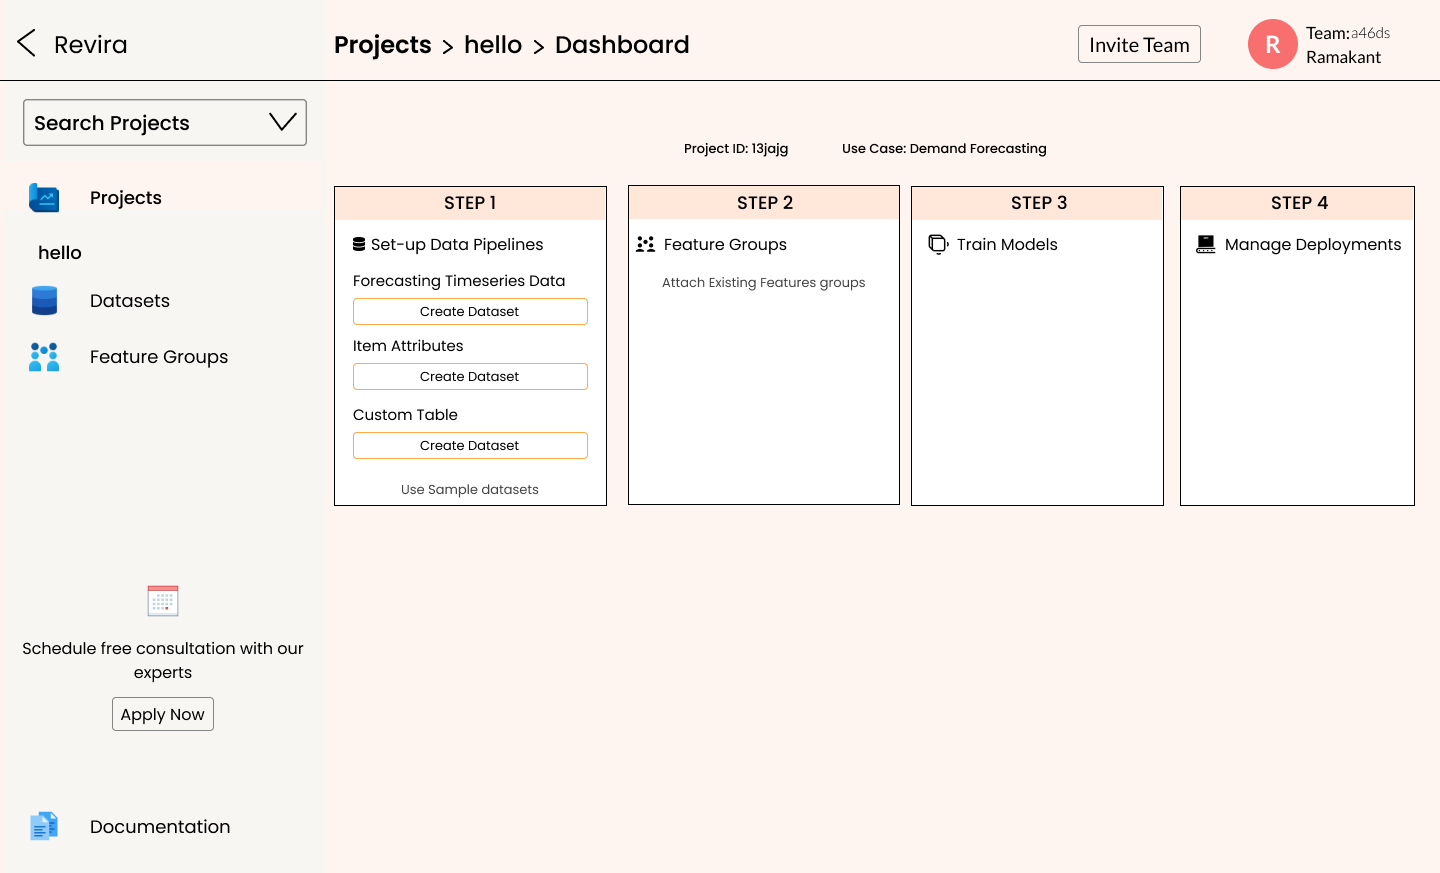 Revira
Projects > hello > Dashboard
Invite Team
R
Team:a46ds
Ramakant
Search Projects
Projects
hello
Datasets
Feature Groups
Schedule free consultation with our
experts
Apply Now
Documentation
Project ID: 13jajg
Use Case: Demand Forecasting
STEP 1
Set-up Data Pipelines
Forecasting Timeseries Data
Create Dataset
Item Attributes
Create Dataset
Custom Table
Create Dataset
Use Sample datasets
STEP 2
Feature Groups
Attach Existing Features groups
STEP 3
Train Models
STEP 4
Manage Deployments